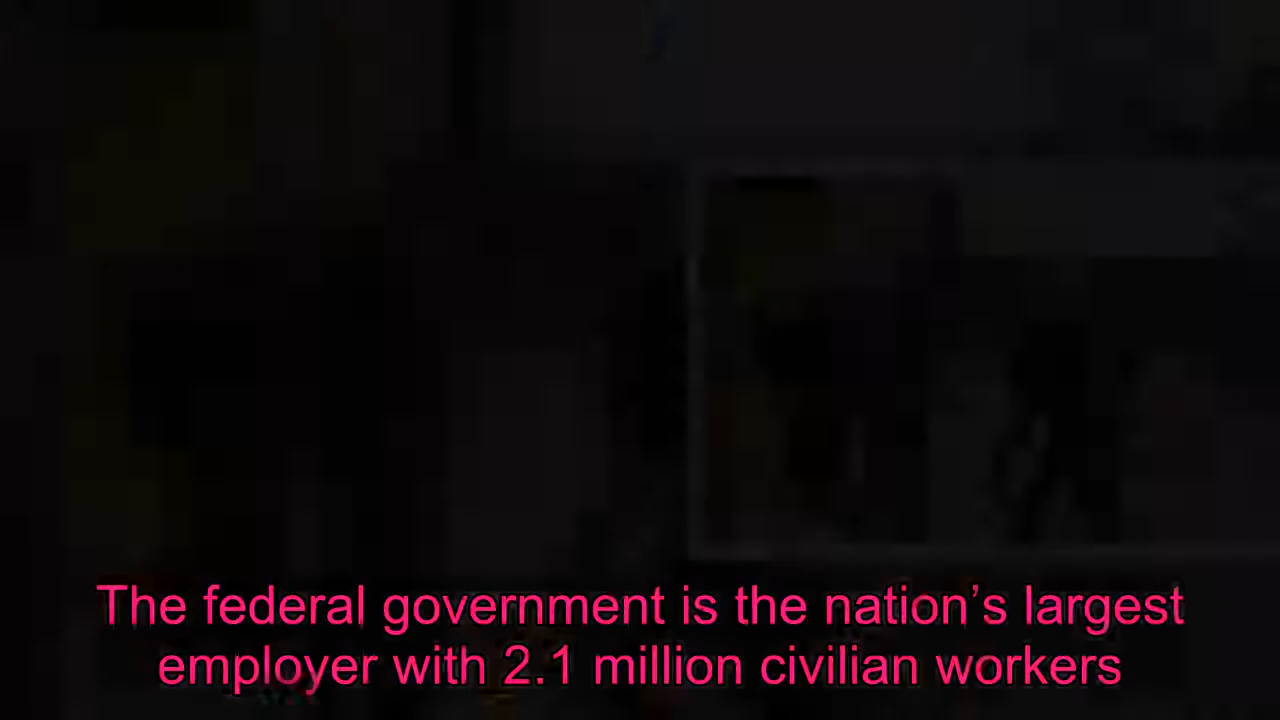 The federal government is the nation’s largest
employer with 2.1 million civilian workers